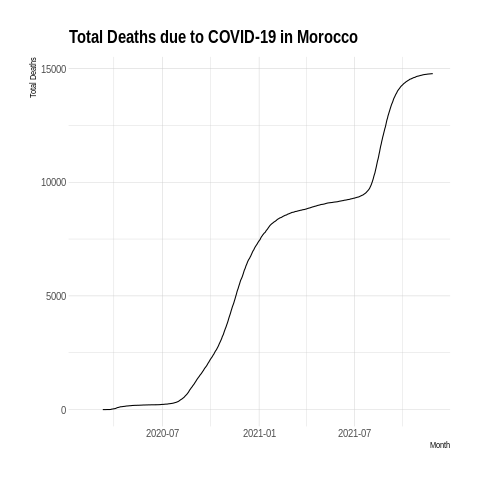 Total Deaths due to COVID-19 in Morocco
Total Deaths
15000
10000
5000
0
2020-07
2021-01
2021-07
Month